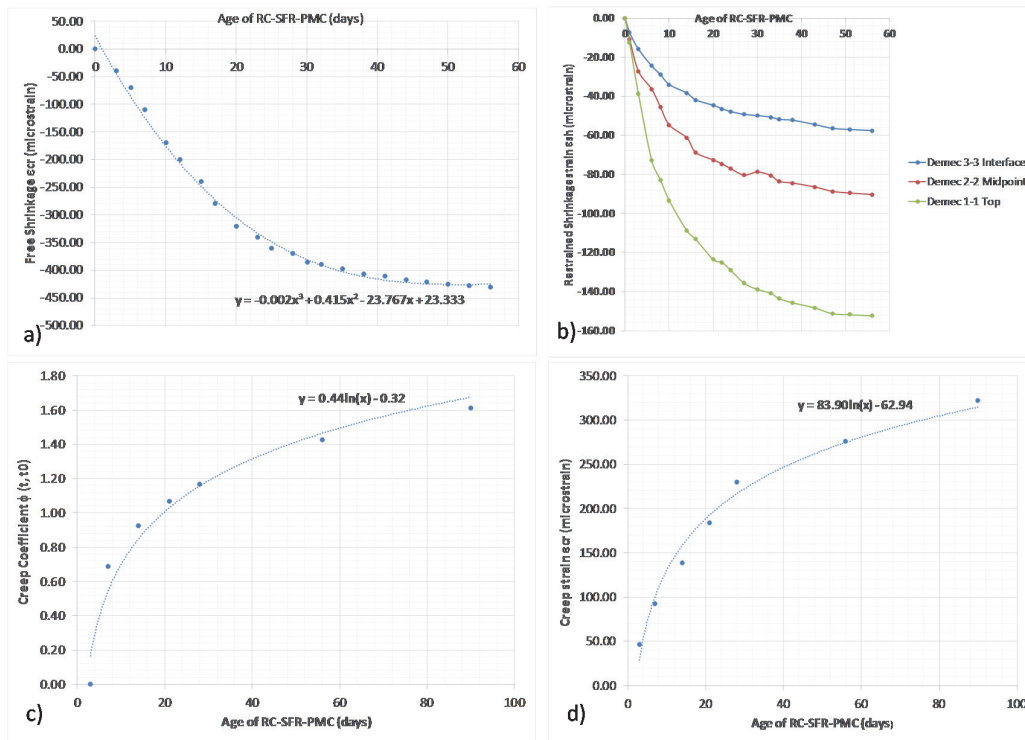 Age of RC-SFR-PMC (days)
50.00
0.00
-50.00
-100.00
-150.00
-200.00
-250.00
-300.00
-350.00
-400.00
-450.00
-500.00
0 10 20 30 40 50 60
Free Shrinkage εcr (microstrain)
y = -0.002x³ + 0.415x² - 23.767x + 23.333
a)
Age of RC-SFR-PMC
0.00
-20.00
-40.00
-60.00
-80.00
-100.00
-120.00
-140.00
-160.00
0 10 20 30 40 50 60
Restrained Shrinkage strain εsh (microstrain)
Demec 3-3 Interface
Demec 2-2 Midpoint
Demec 1-1 Top
b)
1.80
1.60
1.40
1.20
1.00
0.80
0.60
0.40
0.20
0.00
0 20 40 60 80 100
Creep Coefficient ϕ (t, t0)
y = 0.44ln(x) - 0.32
Age of RC-SFR-PMC (days)
c)
350.00
300.00
250.00
200.00
150.00
100.00
50.00
0.00
0 20 40 60 80 100
Creep strain εcr (microstrain)
y = 83.90ln(x) - 62.94
Age of RC-SFR-PMC (days)
d)